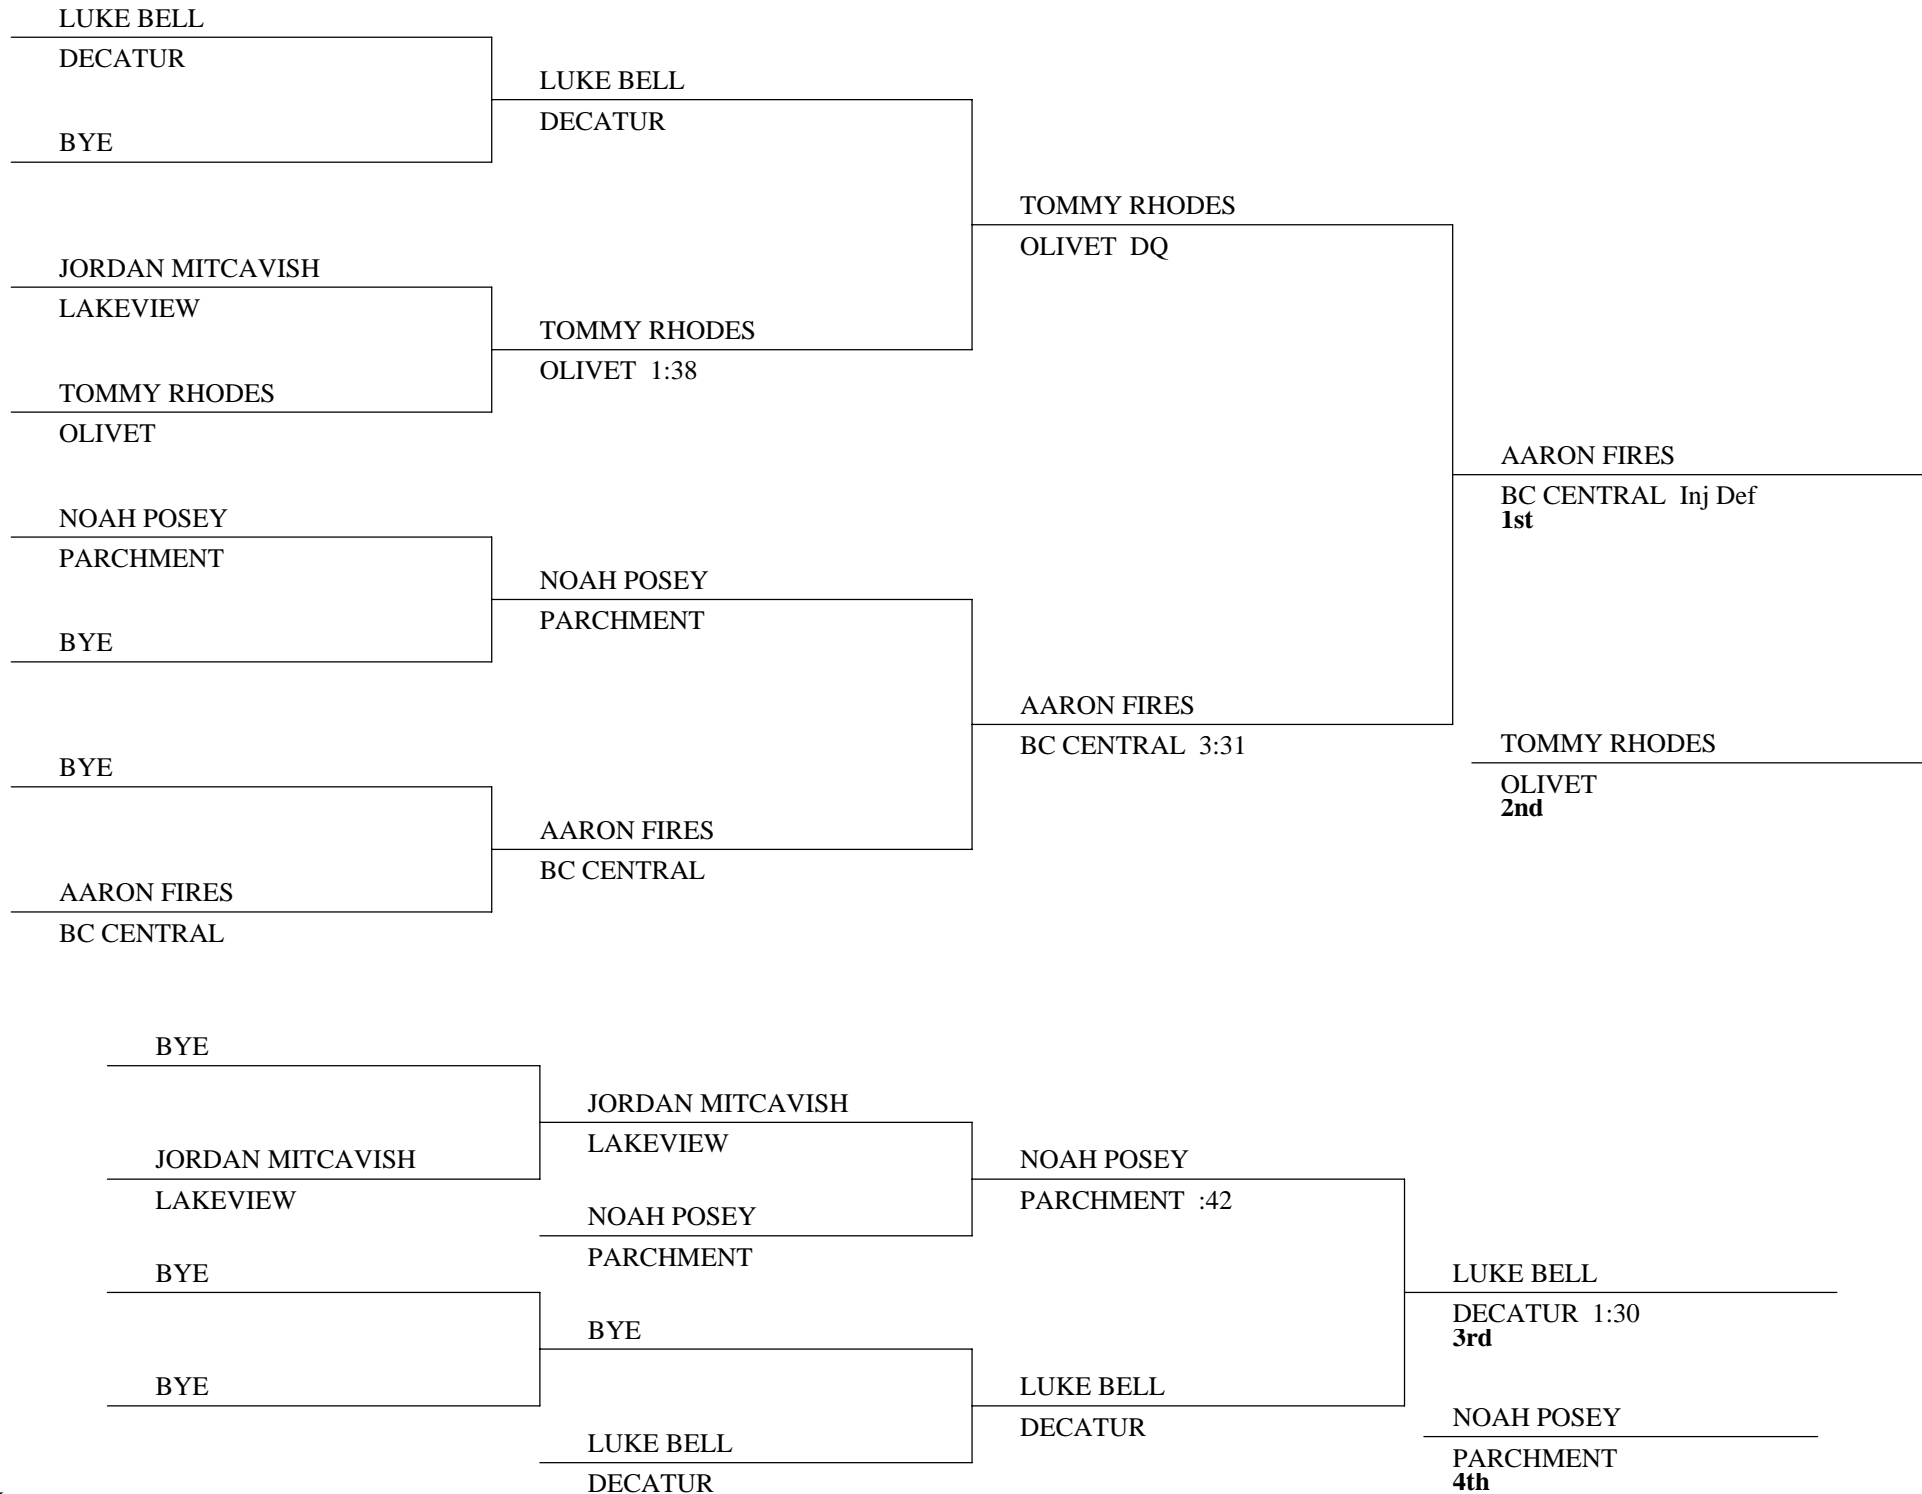 LUKE BELL
DECATUR
BYE
JORDAN MITCAVISH
LAKEVIEW
TOMMY RHODES
OLIVET
NOAH POSEY
PARCHMENT
BYE
BYE
AARON FIRES
BC CENTRAL
LUKE BELL
DECATUR
TOMMY RHODES
OLIVET 1:38
NOAH POSEY
PARCHMENT
AARON FIRES
BC CENTRAL
TOMMY RHODES
OLIVET DQ
AARON FIRES
BC CENTRAL 3:31
AARON FIRES
BC CENTRAL Inj Def
1st
TOMMY RHODES
OLIVET
2nd
BYE
JORDAN MITCAVISH
LAKEVIEW
BYE
BYE
JORDAN MITCAVISH
LAKEVIEW
NOAH POSEY
PARCHMENT
BYE
LUKE BELL
DECATUR
NOAH POSEY
PARCHMENT :42
LUKE BELL
DECATUR
LUKE BELL
DECATUR 1:30
3rd
NOAH POSEY
PARCHMENT
4th